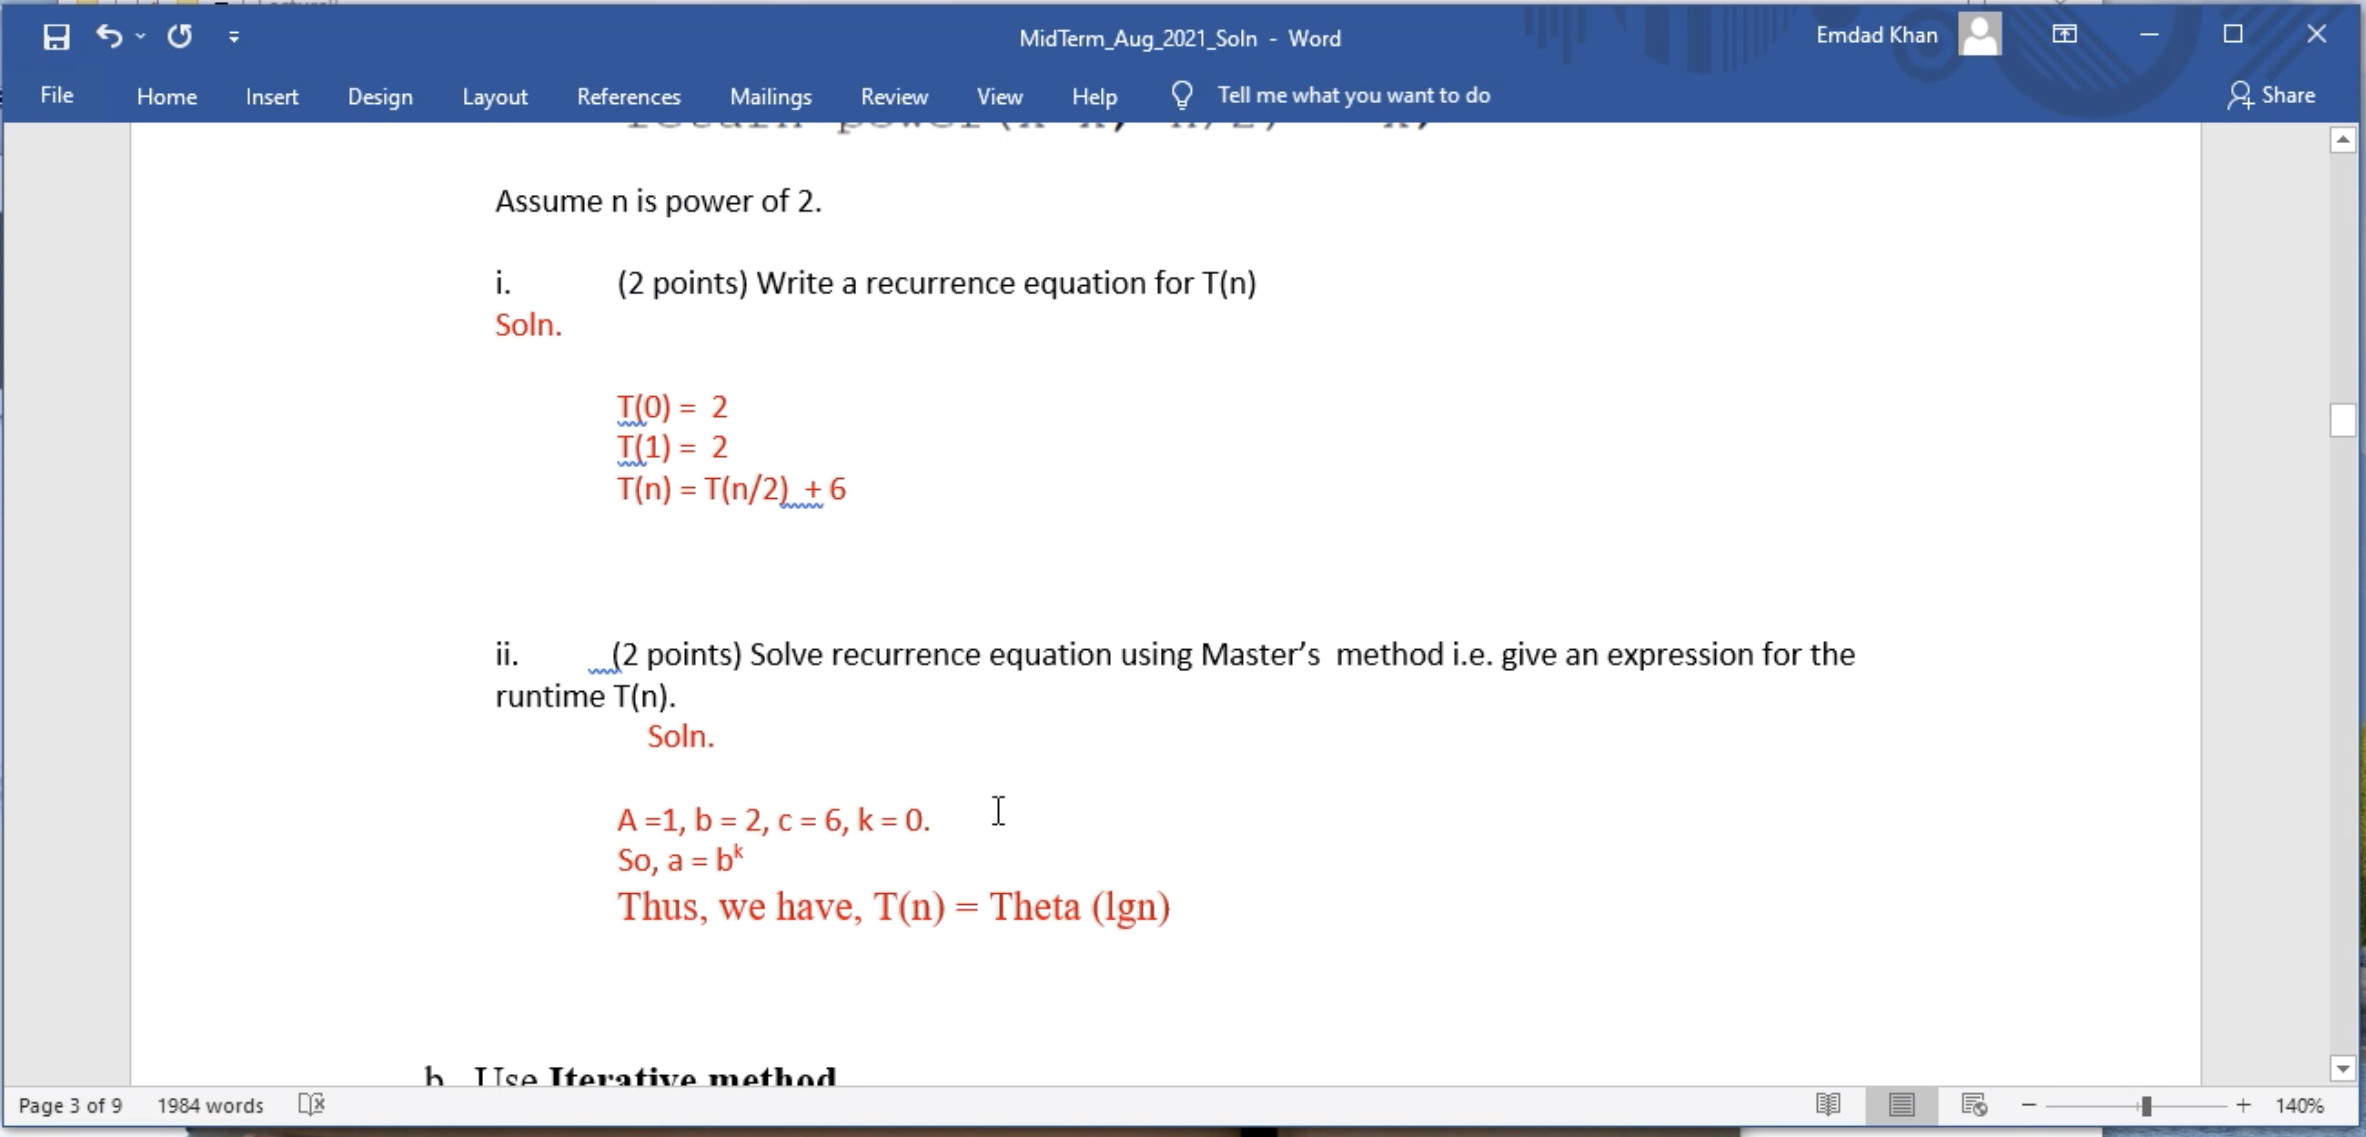 MidTerm_Aug_2021_Soln - Word
Emdad Khan
File Home Insert Design Layout References Mailings Review View Help Tell me what you want to do Share
return power(x*x, n/2) * x;
Assume n is power of 2.
i. (2 points) Write a recurrence equation for T(n)
Soln.
T(0) = 2
T(1) = 2
T(n) = T(n/2) + 6
ii. (2 points) Solve recurrence equation using Master’s method i.e. give an expression for the
runtime T(n).
Soln.
A =1, b = 2, c = 6, k = 0.
So, a = bᵏ
Thus, we have, T(n) = Theta (lgn)
b. Use Iterative method
Page 3 of 9 1984 words 140%